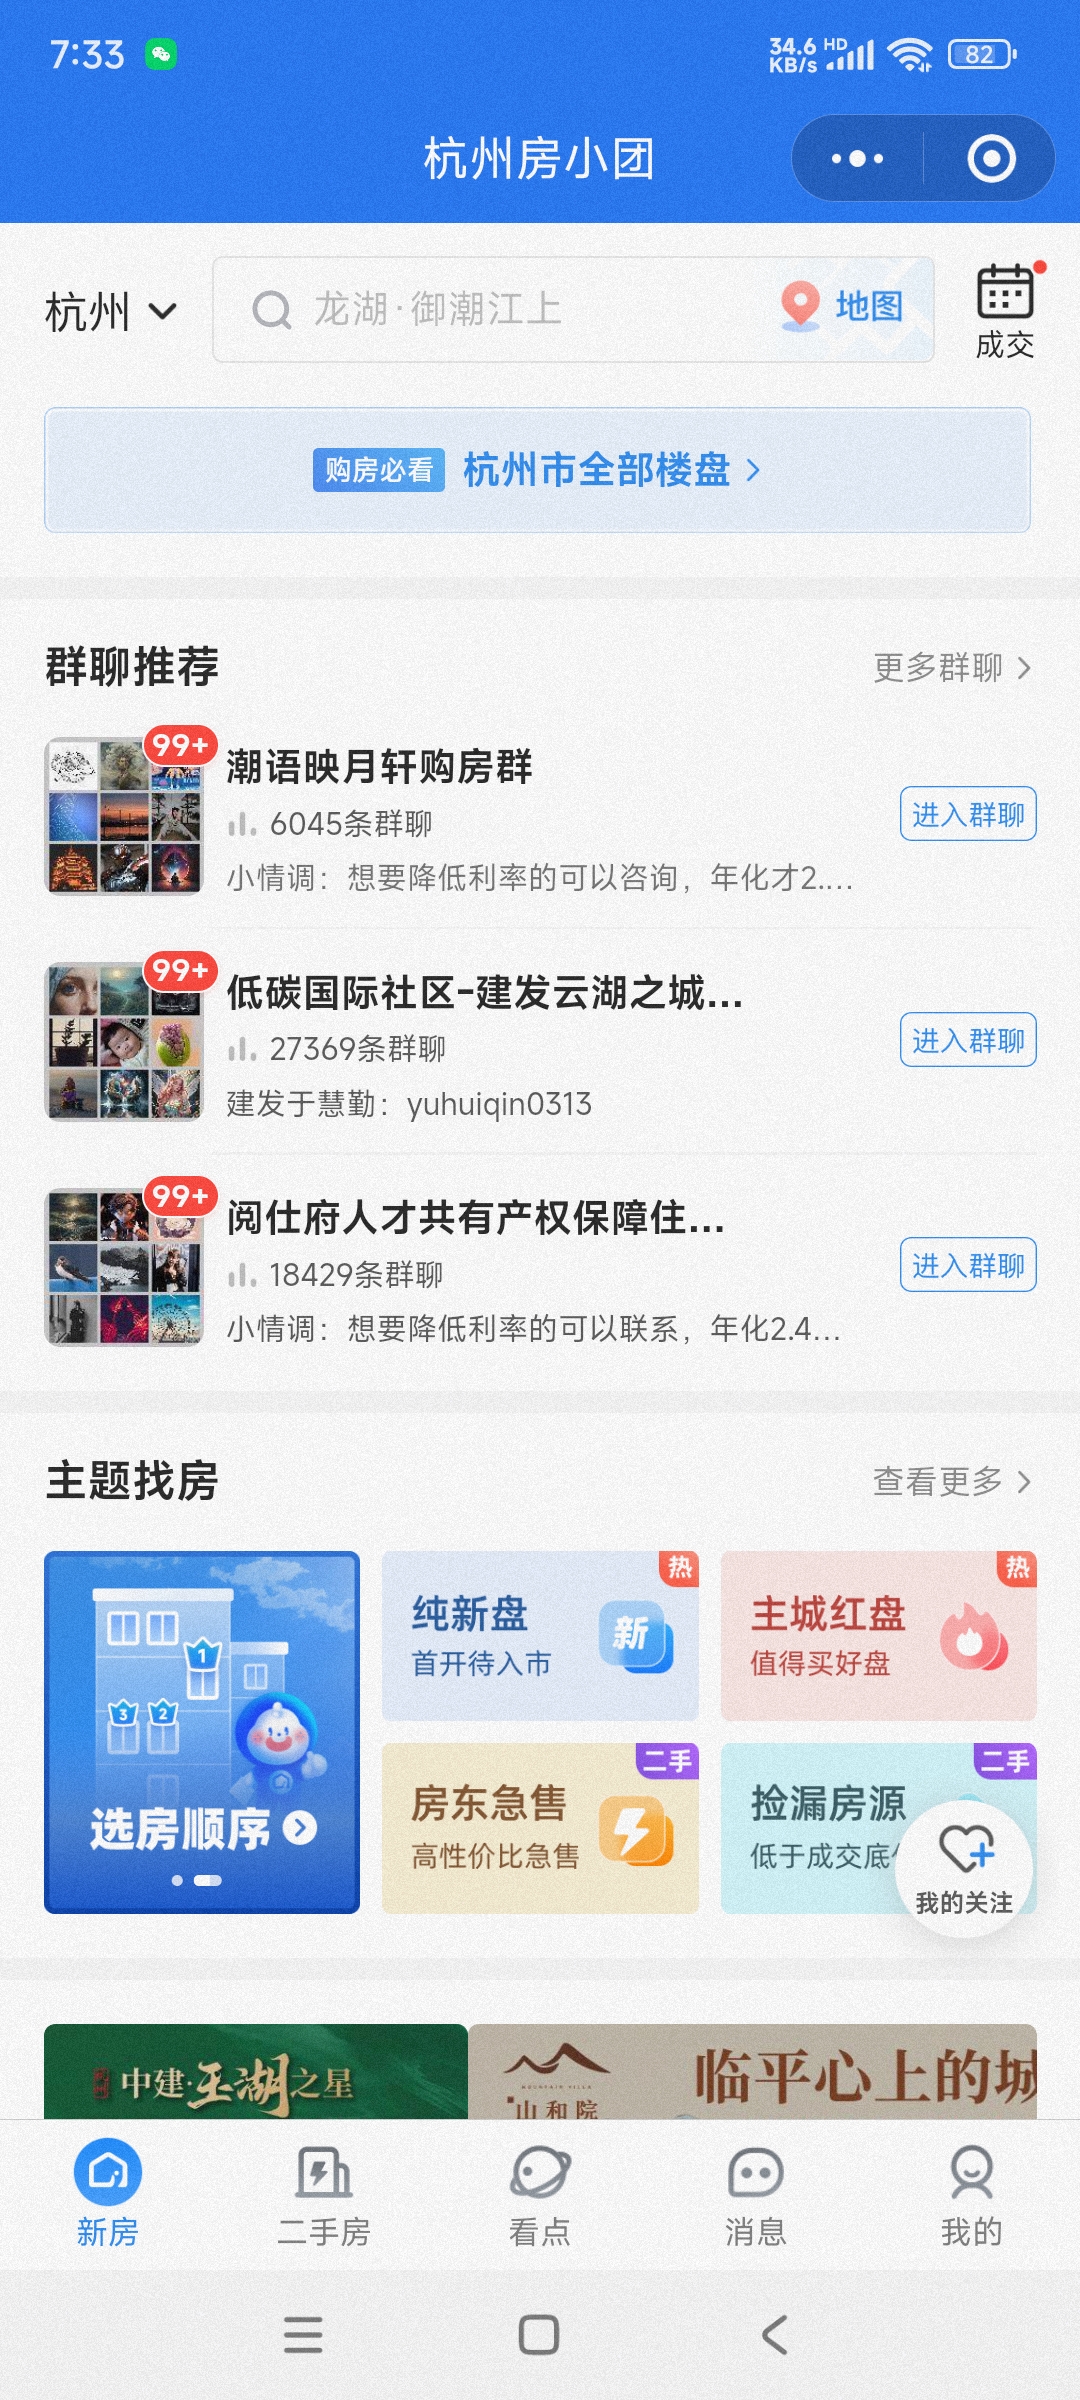 7:33
34.6 KB/s HD 82
杭州房小团
杭州
龙湖·御潮江上
地图
成交
购房必看 杭州市全部楼盘
群聊推荐
更多群聊
99+
潮语映月轩购房群
6045条群聊
小情调：想要降低利率的可以咨询，年化才2....
进入群聊
99+
低碳国际社区-建发云湖之城...
27369条群聊
建发于慧勤：yuhuiqin0313
进入群聊
99+
阅仕府人才共有产权保障住...
18429条群聊
小情调：想要降低利率的可以联系，年化2.4...
进入群聊
主题找房
查看更多
1
3 2
选房顺序
热
纯新盘
首开待入市
新
热
主城红盘
值得买好盘
二手
房东急售
高性价比急售
二手
捡漏房源
低于成交底
我的关注
中建·玉湖之星
MOUNTAIN VILLA
山和院
临平心上的城
新房
二手房
看点
消息
我的